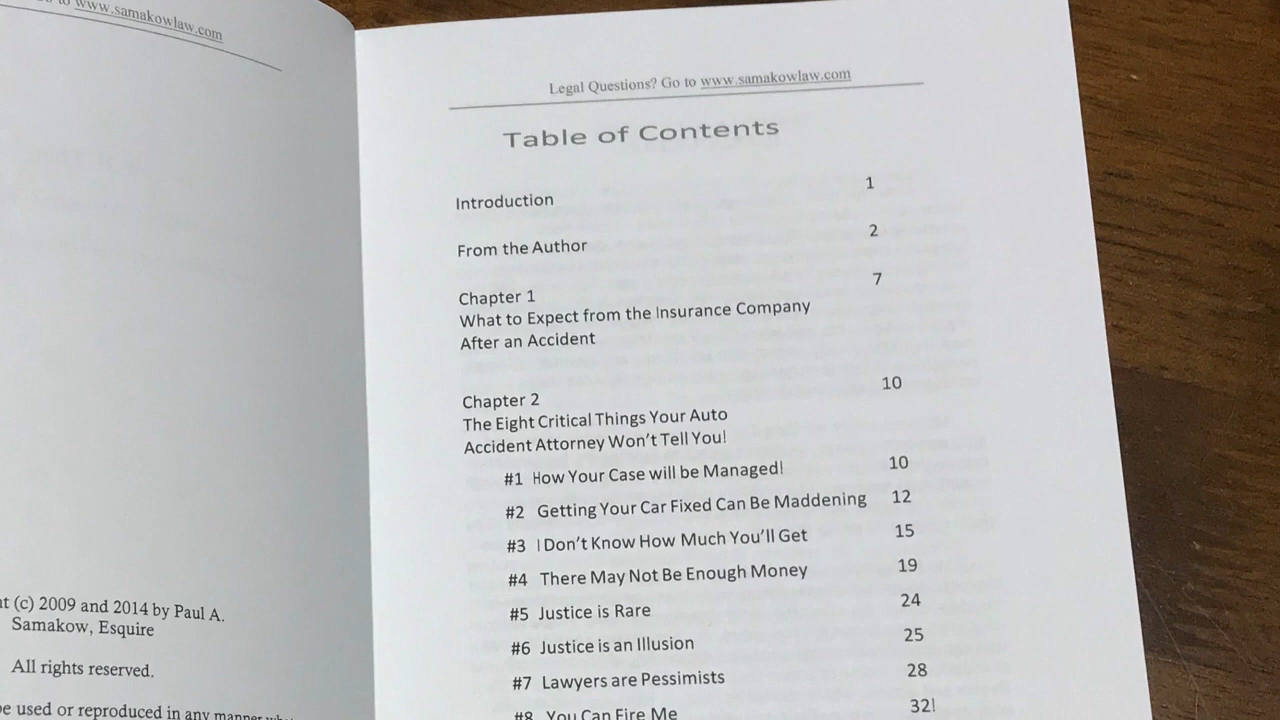 to www.samakowlaw.com
(c) 2009 and 2014 by Paul A.
Samakow, Esquire
All rights reserved.
used or reproduced in any manner
Legal Questions? Go to www.samakowlaw.com
Table of Contents
Introduction 1
From the Author 2
Chapter 1 7
What to Expect from the Insurance Company
After an Accident
Chapter 2 10
The Eight Critical Things Your Auto
Accident Attorney Won't Tell You!
#1 How Your Case will be Managed! 10
#2 Getting Your Car Fixed Can Be Maddening 12
#3 I Don't Know How Much You'll Get 15
#4 There May Not Be Enough Money 19
#5 Justice is Rare 24
#6 Justice is an Illusion 25
#7 Lawyers are Pessimists 28
#8 You Can Fire Me 32!